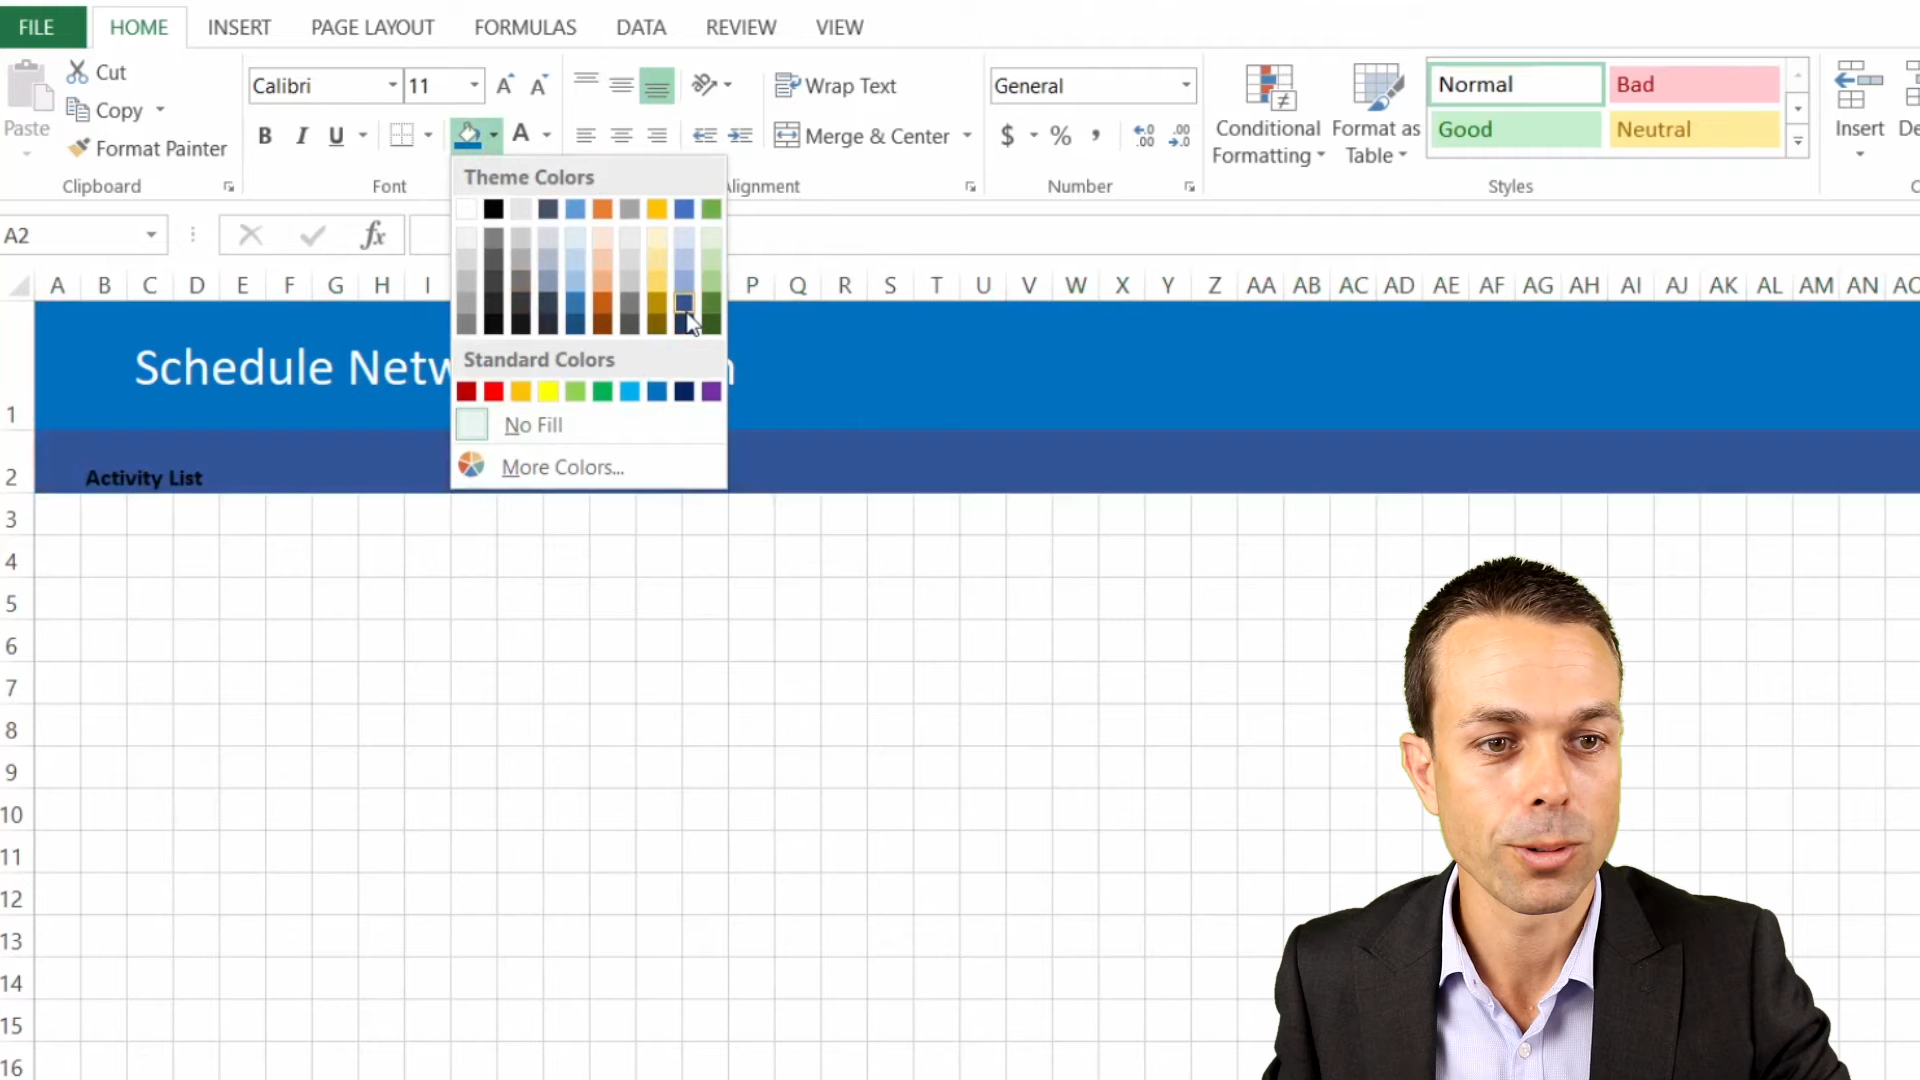 FILE HOME INSERT PAGE LAYOUT FORMULAS DATA REVIEW VIEW
Cut
Copy
Format Painter
Paste
Clipboard
Calibri 11
B I U A
Font
Wrap Text
Merge & Center
lignment
General
$ % ,
Number
Conditional Formatting
Format as Table
Normal Bad
Good Neutral
Styles
Insert
Theme Colors
Standard Colors
No Fill
More Colors...
A2 fx
A B C D E F G H I P Q R S T U V W X Y Z AA AB AC AD AE AF AG AH AI AJ AK AL AM AN AO
1 Schedule Netw
2 Activity List
3
4
5
6
7
8
9
10
11
12
13
14
15
16